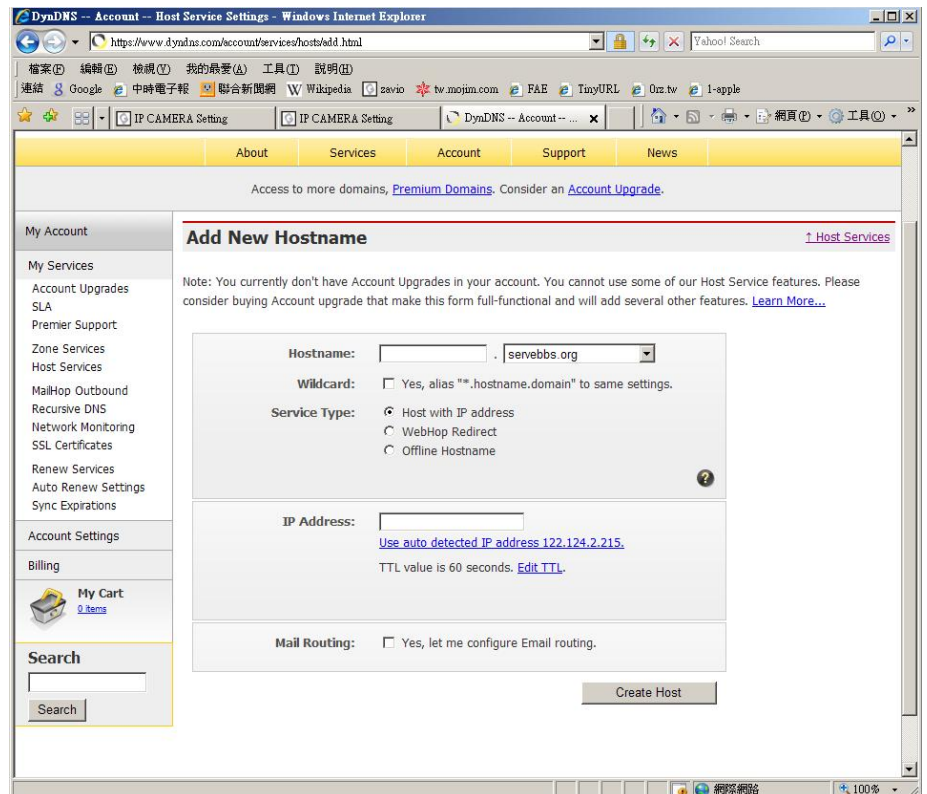 DynDNS -- Account -- Host Service Settings - Windows Internet Explorer
https://www.dyndns.com/account/services/hosts/add.html
Yahoo! Search
檔案(F) 編輯(E) 檢視(V) 我的最愛(A) 工具(T) 說明(H)
連結 Google 中時電子報 聯合新聞網 Wikipedia zavio tw.mojim.com FAE TinyURL 0rz.tw 1-apple
IP CAMERA Setting IP CAMERA Setting DynDNS -- Account -- ... 網頁(P) 工具(O) »
About Services Account Support News
Access to more domains, Premium Domains. Consider an Account Upgrade.
My Account
My Services
Account Upgrades
SLA
Premier Support
Zone Services
Host Services
MailHop Outbound
Recursive DNS
Network Monitoring
SSL Certificates
Renew Services
Auto Renew Settings
Sync Expirations
Account Settings
Billing
My Cart
0 items
Search
Search
Add New Hostname
↑ Host Services
Note: You currently don't have Account Upgrades in your account. You cannot use some of our Host Service features. Please
consider buying Account upgrade that make this form full-functional and will add several other features. Learn More...
Hostname: . servebbs.org
Wildcard: Yes, alias "*.hostname.domain" to same settings.
Service Type: Host with IP address
WebHop Redirect
Offline Hostname
?
IP Address:
Use auto detected IP address 122.124.2.215.
TTL value is 60 seconds. Edit TTL.
Mail Routing: Yes, let me configure Email routing.
Create Host
網際網路 100%